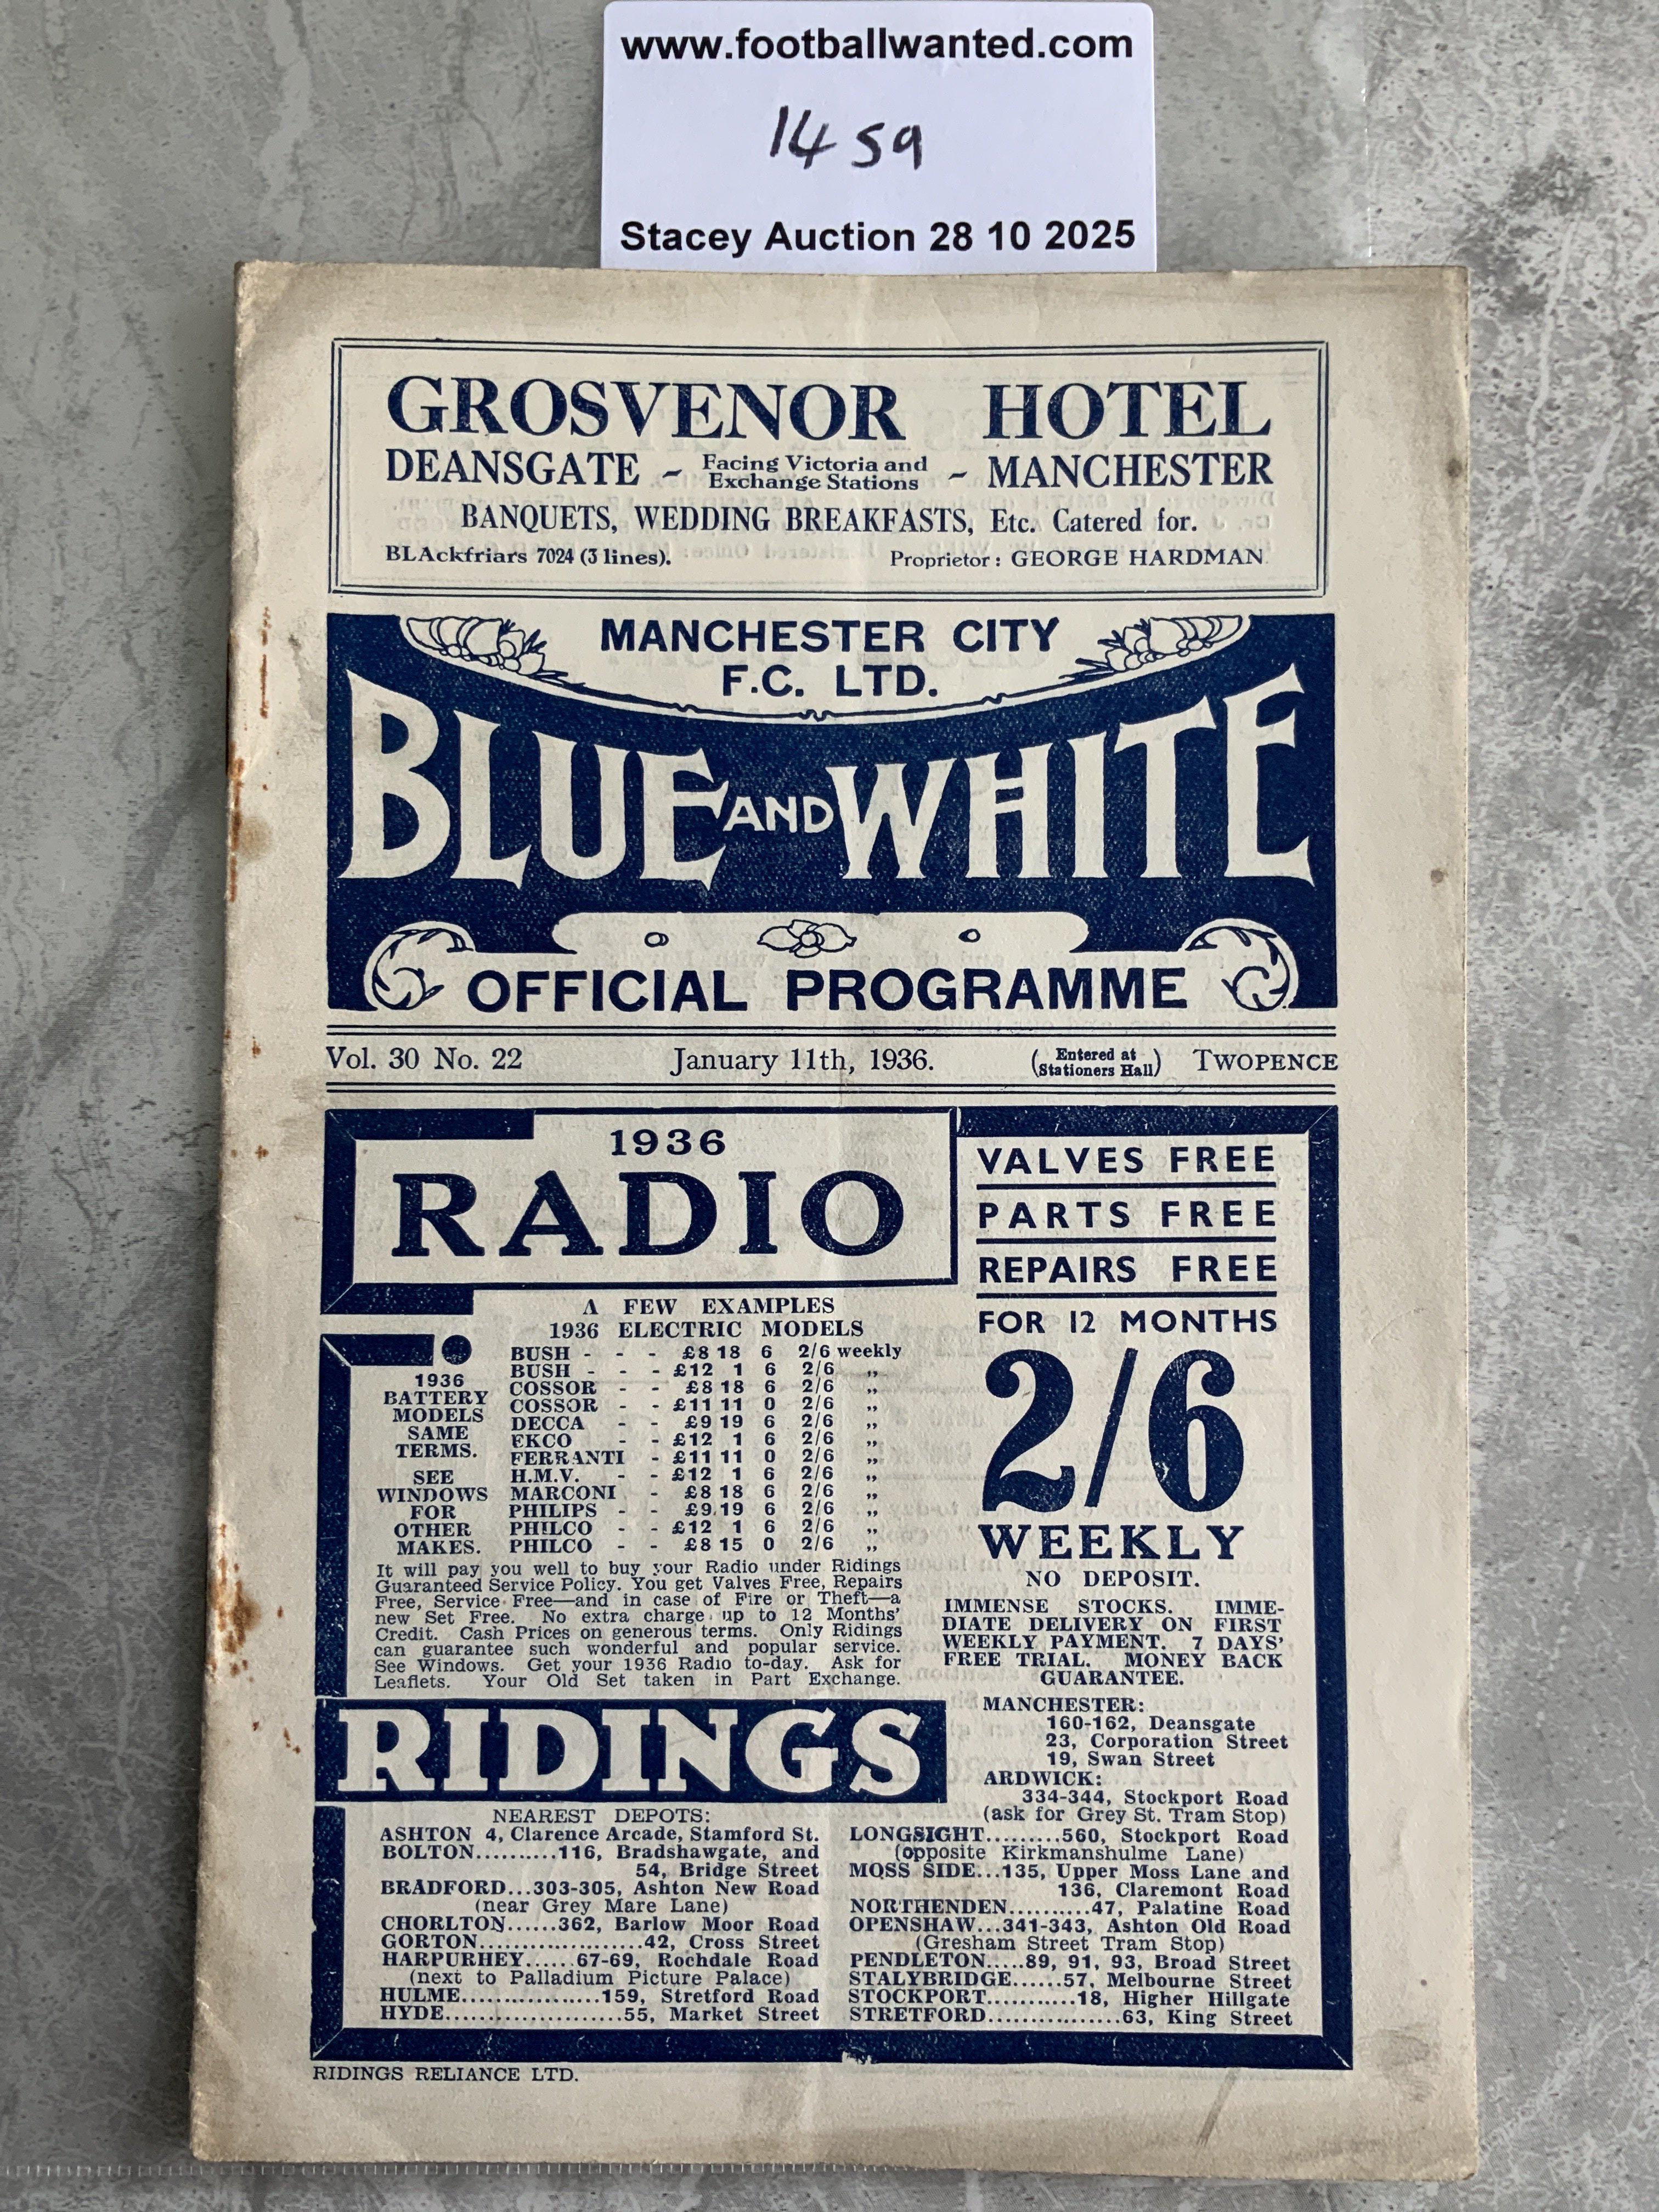 www.footballwanted.com
1459
Stacey Auction 28 10 2025
GROSVENOR HOTEL
DEANSGATE ~ Facing Victoria and Exchange Stations ~ MANCHESTER
BANQUETS, WEDDING BREAKFASTS, Etc. Catered for.
BLAckfriars 7024 (3 lines). Proprietor: GEORGE HARDMAN
MANCHESTER CITY
F.C. LTD.
BLUE AND WHITE
OFFICIAL PROGRAMME
Vol. 30 No. 22 January 11th, 1936. (Entered at Stationers Hall) TWOPENCE
1936
RADIO
A FEW EXAMPLES
1936 ELECTRIC MODELS
BUSH - - - £8 18 6 2/6 weekly
BUSH - - - £12 1 6 2/6 ,,
COSSOR - - £8 18 6 2/6 ,,
COSSOR - - £11 11 0 2/6 ,,
DECCA - - £9 19 6 2/6 ,,
EKCO - - £12 1 6 2/6 ,,
FERRANTI - £11 11 0 2/6 ,,
H.M.V. - - £12 1 6 2/6 ,,
MARCONI - £8 18 6 2/6 ,,
PHILIPS - - £9.19 6 2/6 ,,
PHILCO - - £12 1 6 2/6 ,,
PHILCO - - £8 15 0 2/6 ,,
1936
BATTERY
MODELS
SAME
TERMS.
SEE
WINDOWS
FOR
OTHER
MAKES.
It will pay you well to buy your Radio under Ridings
Guaranteed Service Policy. You get Valves Free, Repairs
Free, Service Free—and in case of Fire or Theft—a
new Set Free. No extra charge up to 12 Months'
Credit. Cash Prices on generous terms. Only Ridings
can guarantee such wonderful and popular service.
See Windows. Get your 1936 Radio to-day. Ask for
Leaflets. Your Old Set taken in Part Exchange.
VALVES FREE
PARTS FREE
REPAIRS FREE
FOR 12 MONTHS
2/6
WEEKLY
NO DEPOSIT.
IMMENSE STOCKS. IMME-
DIATE DELIVERY ON FIRST
WEEKLY PAYMENT. 7 DAYS'
FREE TRIAL. MONEY BACK
GUARANTEE.
MANCHESTER:
160-162, Deansgate
23, Corporation Street
19, Swan Street
ARDWICK:
334-344, Stockport Road
(ask for Grey St. Tram Stop)
RIDINGS
NEAREST DEPOTS:
ASHTON 4, Clarence Arcade, Stamford St.
BOLTON..........116, Bradshawgate, and
54, Bridge Street
BRADFORD...303-305, Ashton New Road
(near Grey Mare Lane)
CHORLTON......362, Barlow Moor Road
GORTON.....................42, Cross Street
HARPURHEY......67-69, Rochdale Road
(next to Palladium Picture Palace)
HULME.................159, Stretford Road
HYDE......................55, Market Street
LONGSIGHT.........560, Stockport Road
(opposite Kirkmanshulme Lane)
MOSS SIDE...135, Upper Moss Lane and
136, Claremont Road
NORTHENDEN..........47, Palatine Road
OPENSHAW...341-343, Ashton Old Road
(Gresham Street Tram Stop)
PENDLETON.....89, 91, 93, Broad Street
STALYBRIDGE......57, Melbourne Street
STOCKPORT...........18, Higher Hillgate
STRETFORD................63, King Street
RIDINGS RELIANCE LTD.